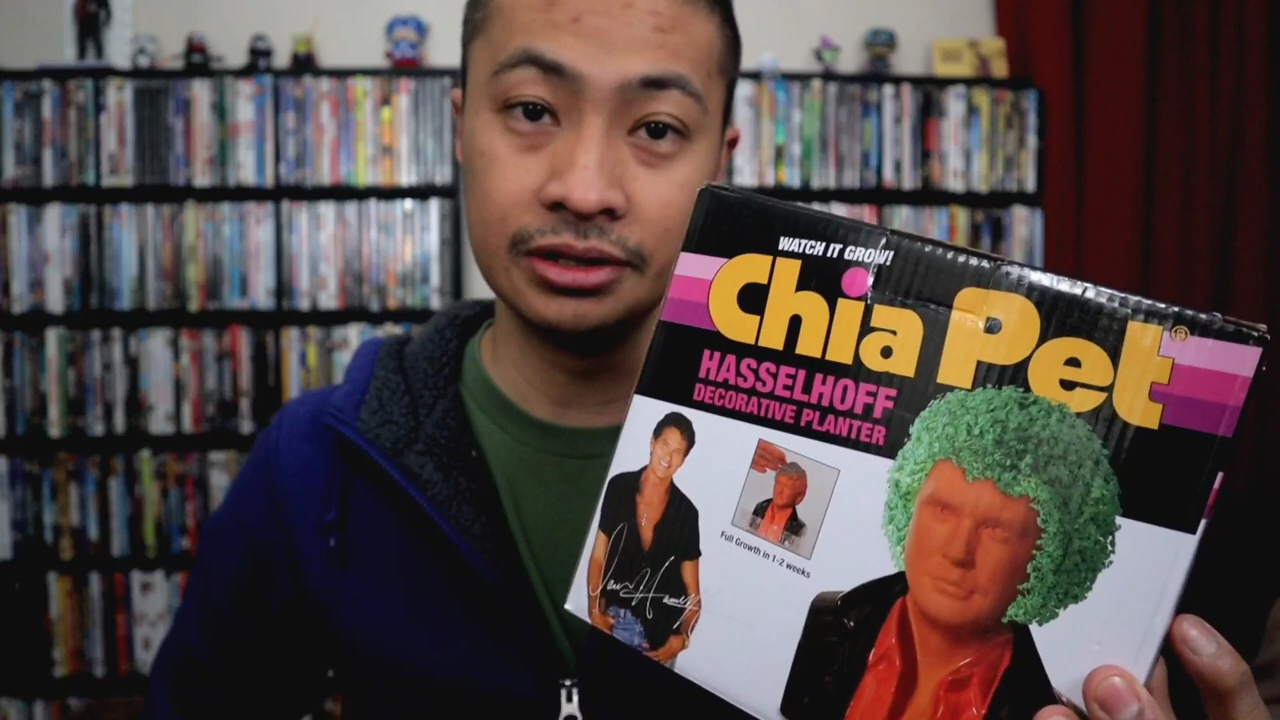 WATCH IT GROW!
Chia Pet®
HASSELHOFF
DECORATIVE PLANTER
Full Growth in 1-2 weeks